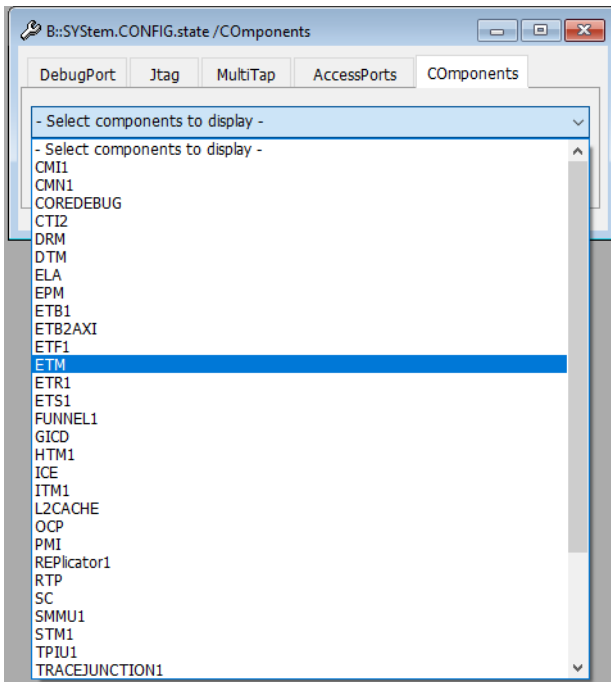 B::SYStem.CONFIG.state /COmponents
DebugPort Jtag MultiTap AccessPorts COmponents
- Select components to display -
- Select components to display -
CMI1
CMN1
COREDEBUG
CTI2
DRM
DTM
ELA
EPM
ETB1
ETB2AXI
ETF1
ETM
ETR1
ETS1
FUNNEL1
GICD
HTM1
ICE
ITM1
L2CACHE
OCP
PMI
REPlicator1
RTP
SC
SMMU1
STM1
TPIU1
TRACEJUNCTION1